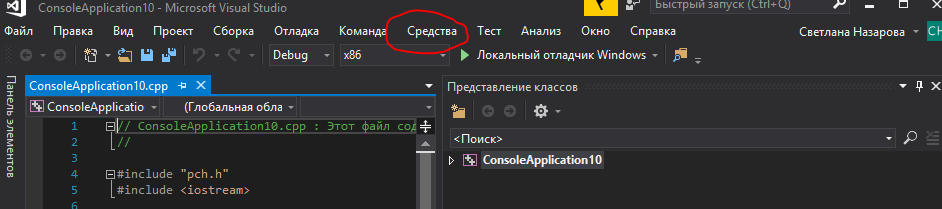 ConsoleApplication10 - Microsoft Visual Studio
Быстрый запуск (Ctrl+Q)
Файл Правка Вид Проект Сборка Отладка Команда Средства Тест Анализ Окно Справка Светлана Назарова
Debug x86 Локальный отладчик Windows
Панель элементов
ConsoleApplication10.cpp
ConsoleApplicatio (Глобальная обла
1 // ConsoleApplication10.cpp : Этот файл сод
2 //
3
4 #include "pch.h"
5 #include <iostream>
Представление классов
<Поиск>
ConsoleApplication10